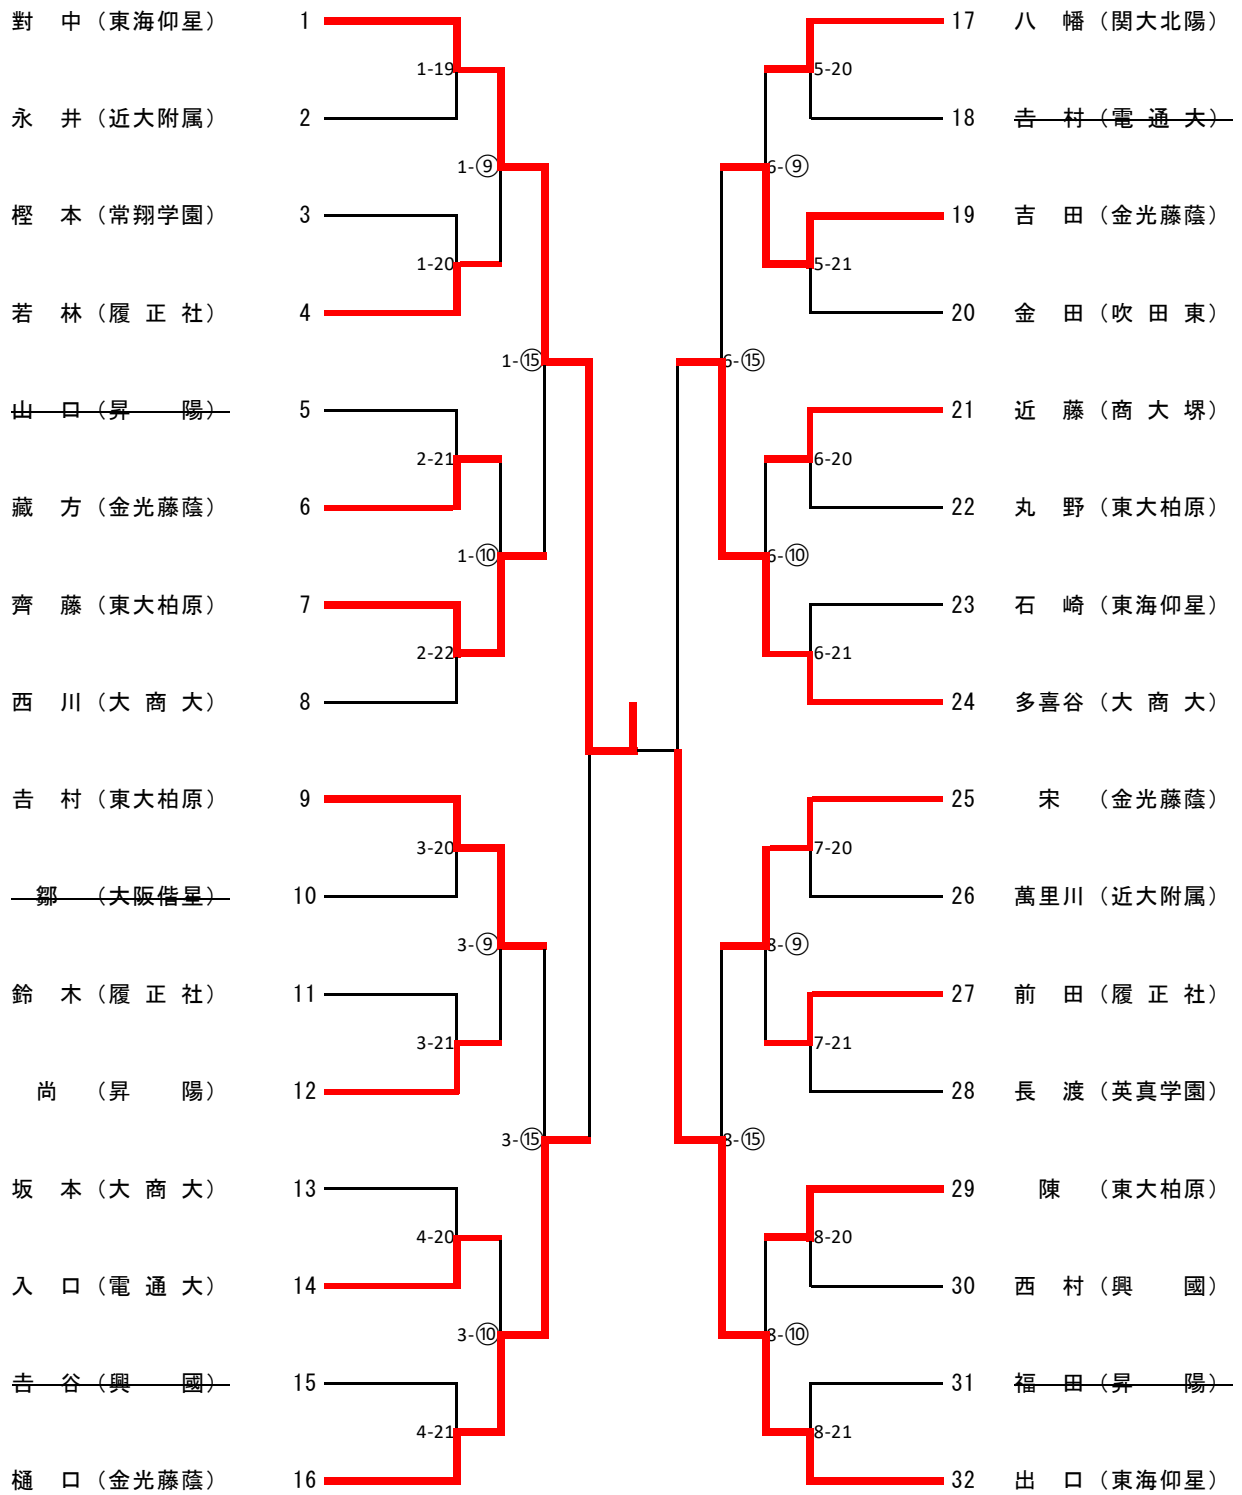 對　中（東海仰星）　1
1-19
永　井（近大附属）　2
1-⑨
樫　本（常翔学園）　3
1-20
若　林（履 正 社）　4
1-⑮
山　口（昇　　陽）　5
2-21
藏　方（金光藤蔭）　6
1-⑩
齊　藤（東大柏原）　7
2-22
西　川（大 商 大）　8
𠮷　村（東大柏原）　9
3-20
鄒　（大阪偕星）　10
3-⑨
鈴　木（履 正 社）　11
3-21
尚　（昇　　陽）　12
3-⑮
坂　本（大 商 大）　13
4-20
入　口（電 通 大）　14
3-⑩
𠮷　谷（興　　國）　15
4-21
樋　口（金光藤蔭）　16
17　八　幡（関大北陽）
5-20
18　𠮷　村（電 通 大）
6-⑨
19　吉　田（金光藤蔭）
5-21
20　金　田（吹 田 東）
6-⑮
21　近　藤（商 大 堺）
6-20
22　丸　野（東大柏原）
6-⑩
23　石　崎（東海仰星）
6-21
24　多喜谷（大 商 大）
25　宋　（金光藤蔭）
7-20
26　萬里川（近大附属）
8-⑨
27　前　田（履 正 社）
7-21
28　長　渡（英真学園）
8-⑮
29　陳　（東大柏原）
8-20
30　西　村（興　　國）
8-⑩
31　福　田（昇　　陽）
8-21
32　出　口（東海仰星）